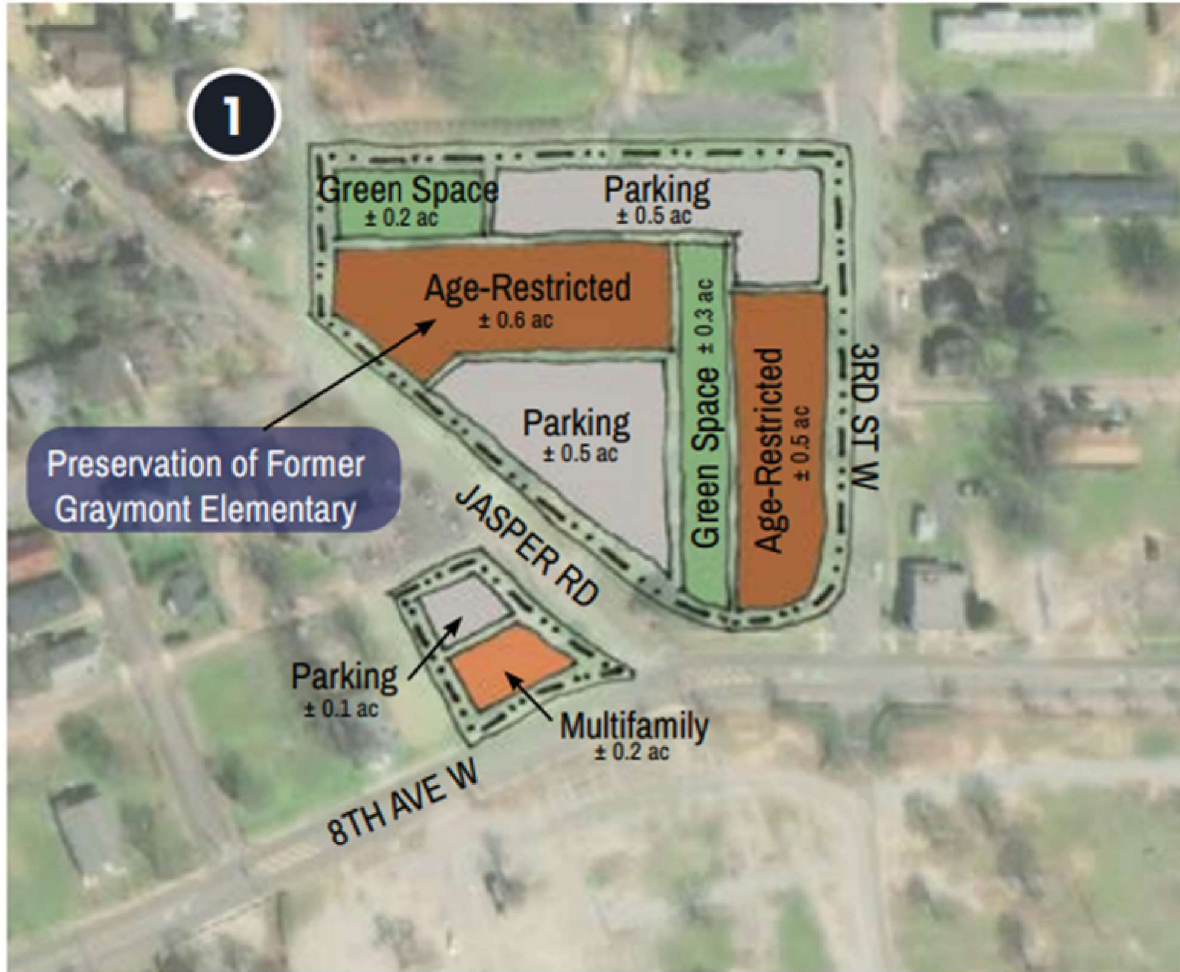 1
Green Space
± 0.2 ac
Parking
± 0.5 ac
Age-Restricted
± 0.6 ac
Green Space ± 0.3 ac
Age-Restricted
± 0.5 ac
3RD ST W
Parking
± 0.5 ac
Preservation of Former
Graymont Elementary
JASPER RD
Parking
± 0.1 ac
Multifamily
± 0.2 ac
8TH AVE W